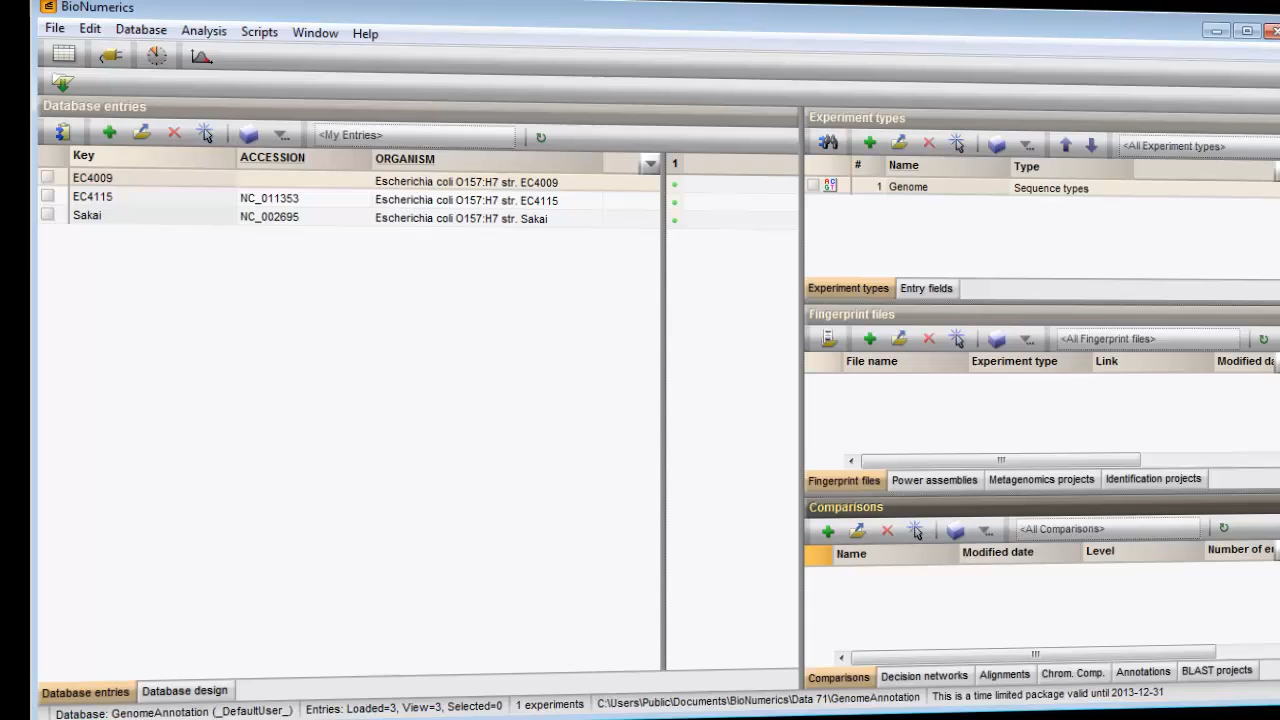 BioNumerics
File Edit Database Analysis Scripts Window Help
Database entries
<My Entries>
Key ACCESSION ORGANISM 1
EC4009 Escherichia coli O157:H7 str. EC4009
EC4115 NC_011353 Escherichia coli O157:H7 str. EC4115
Sakai NC_002695 Escherichia coli O157:H7 str. Sakai
Database entries Database design
Experiment types
<All Experiment types>
# Name Type
1 Genome Sequence types
Experiment types Entry fields
Fingerprint files
<All Fingerprint files>
File name Experiment type Link Modified da
Fingerprint files Power assemblies Metagenomics projects Identification projects
Comparisons
<All Comparisons>
Name Modified date Level Number of e
Comparisons Decision networks Alignments Chrom. Comp. Annotations BLAST projects
Database: GenomeAnnotation (_DefaultUser_) Entries: Loaded=3, View=3, Selected=0 1 experiments C:\Users\Public\Documents\BioNumerics\Data 71\GenomeAnnotation This is a time limited package valid until 2013-12-31